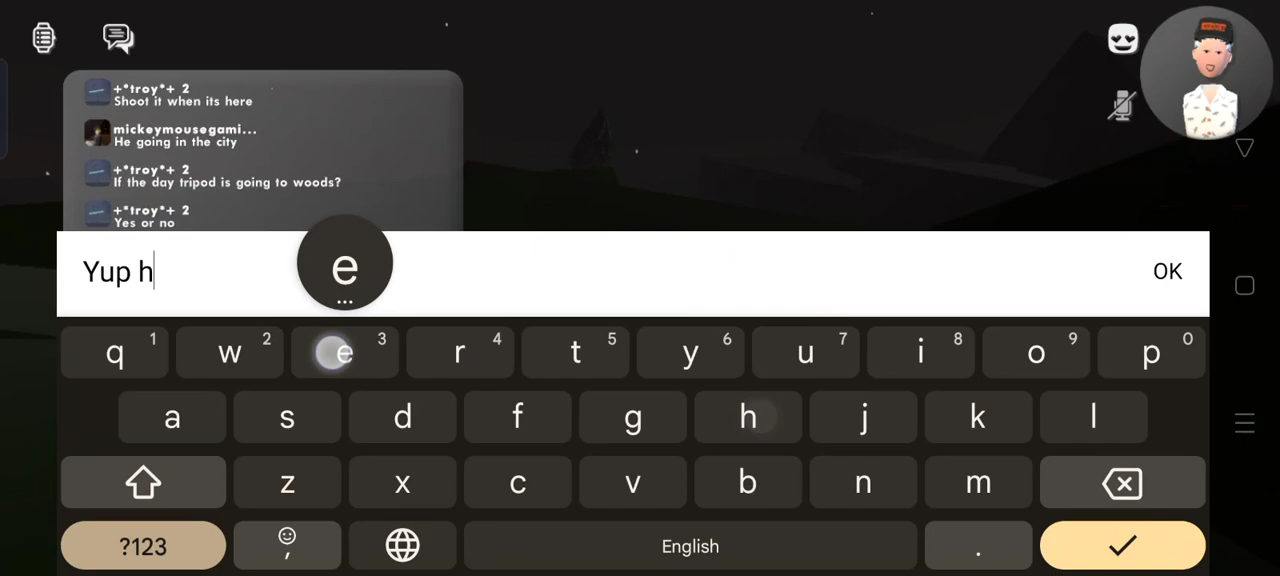 +*troy*+ 2
Shoot it when its here
mickeymousegami...
He going in the city
+*troy*+ 2
If the day tripod is going to woods?
+*troy*+ 2
Yes or no
Yup h
e
...
OK
q 1 w 2 e 3 r 4 t 5 y 6 u 7 i 8 o 9 p 0
a s d f g h j k l
z x c v b n m
?123 , English .